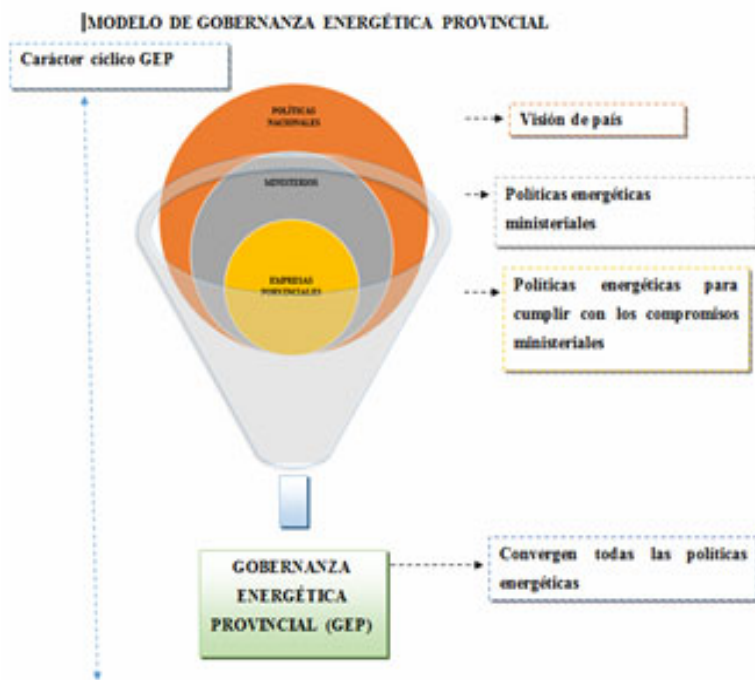 MODELO DE GOBERNANZA ENERGÉTICA PROVINCIAL
Carácter cíclico GEP
POLÍTICAS
NACIONALES
Visión de país
MINISTERIOS
Políticas energéticas
ministeriales
EMPRESAS
PORVINCIALES
Políticas energéticas para
cumplir con los compromisos
ministeriales
GOBERNANZA
ENERGÉTICA
PROVINCIAL (GEP)
Convergen todas las políticas
energéticas